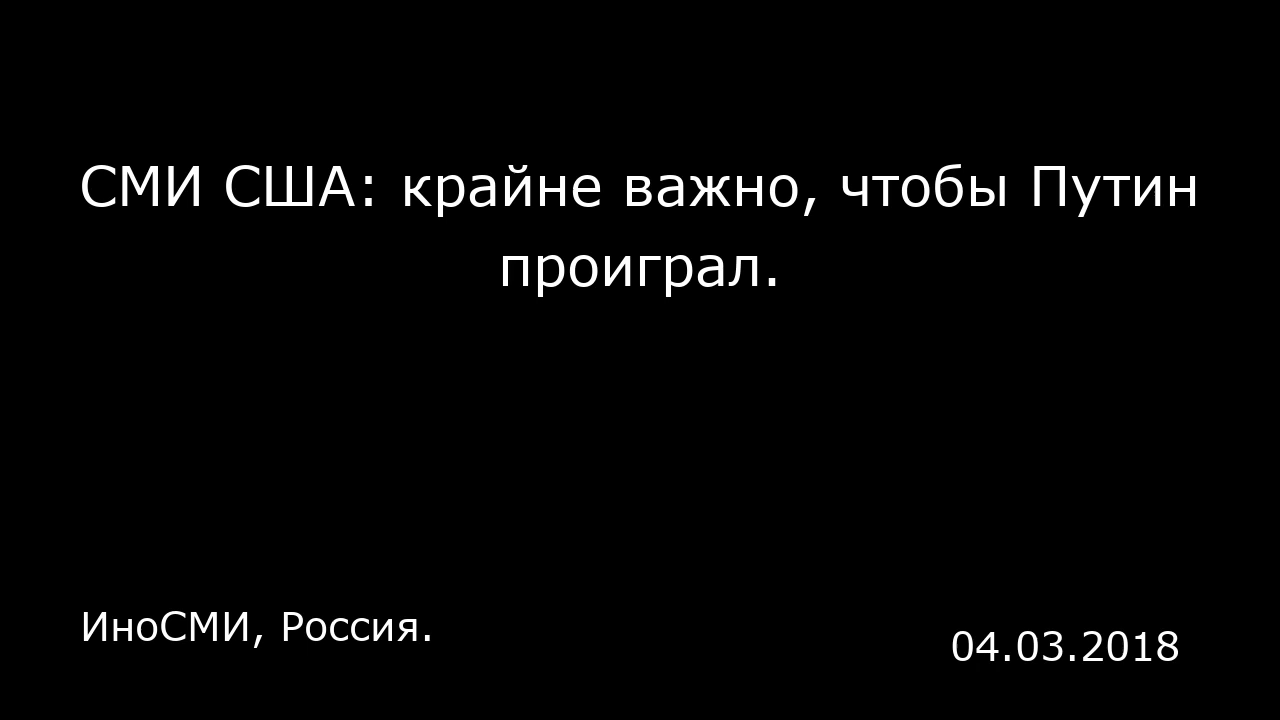 СМИ США: крайне важно, чтобы Путин
проиграл.
ИноСМИ, Россия.
04.03.2018